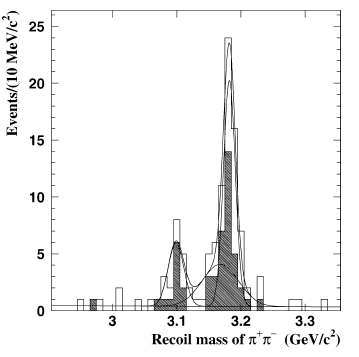 Events/(10 MeV/c²)
25
20
15
10
5
0
3 3.1 3.2 3.3
Recoil mass of π⁺π⁻ (GeV/c²)